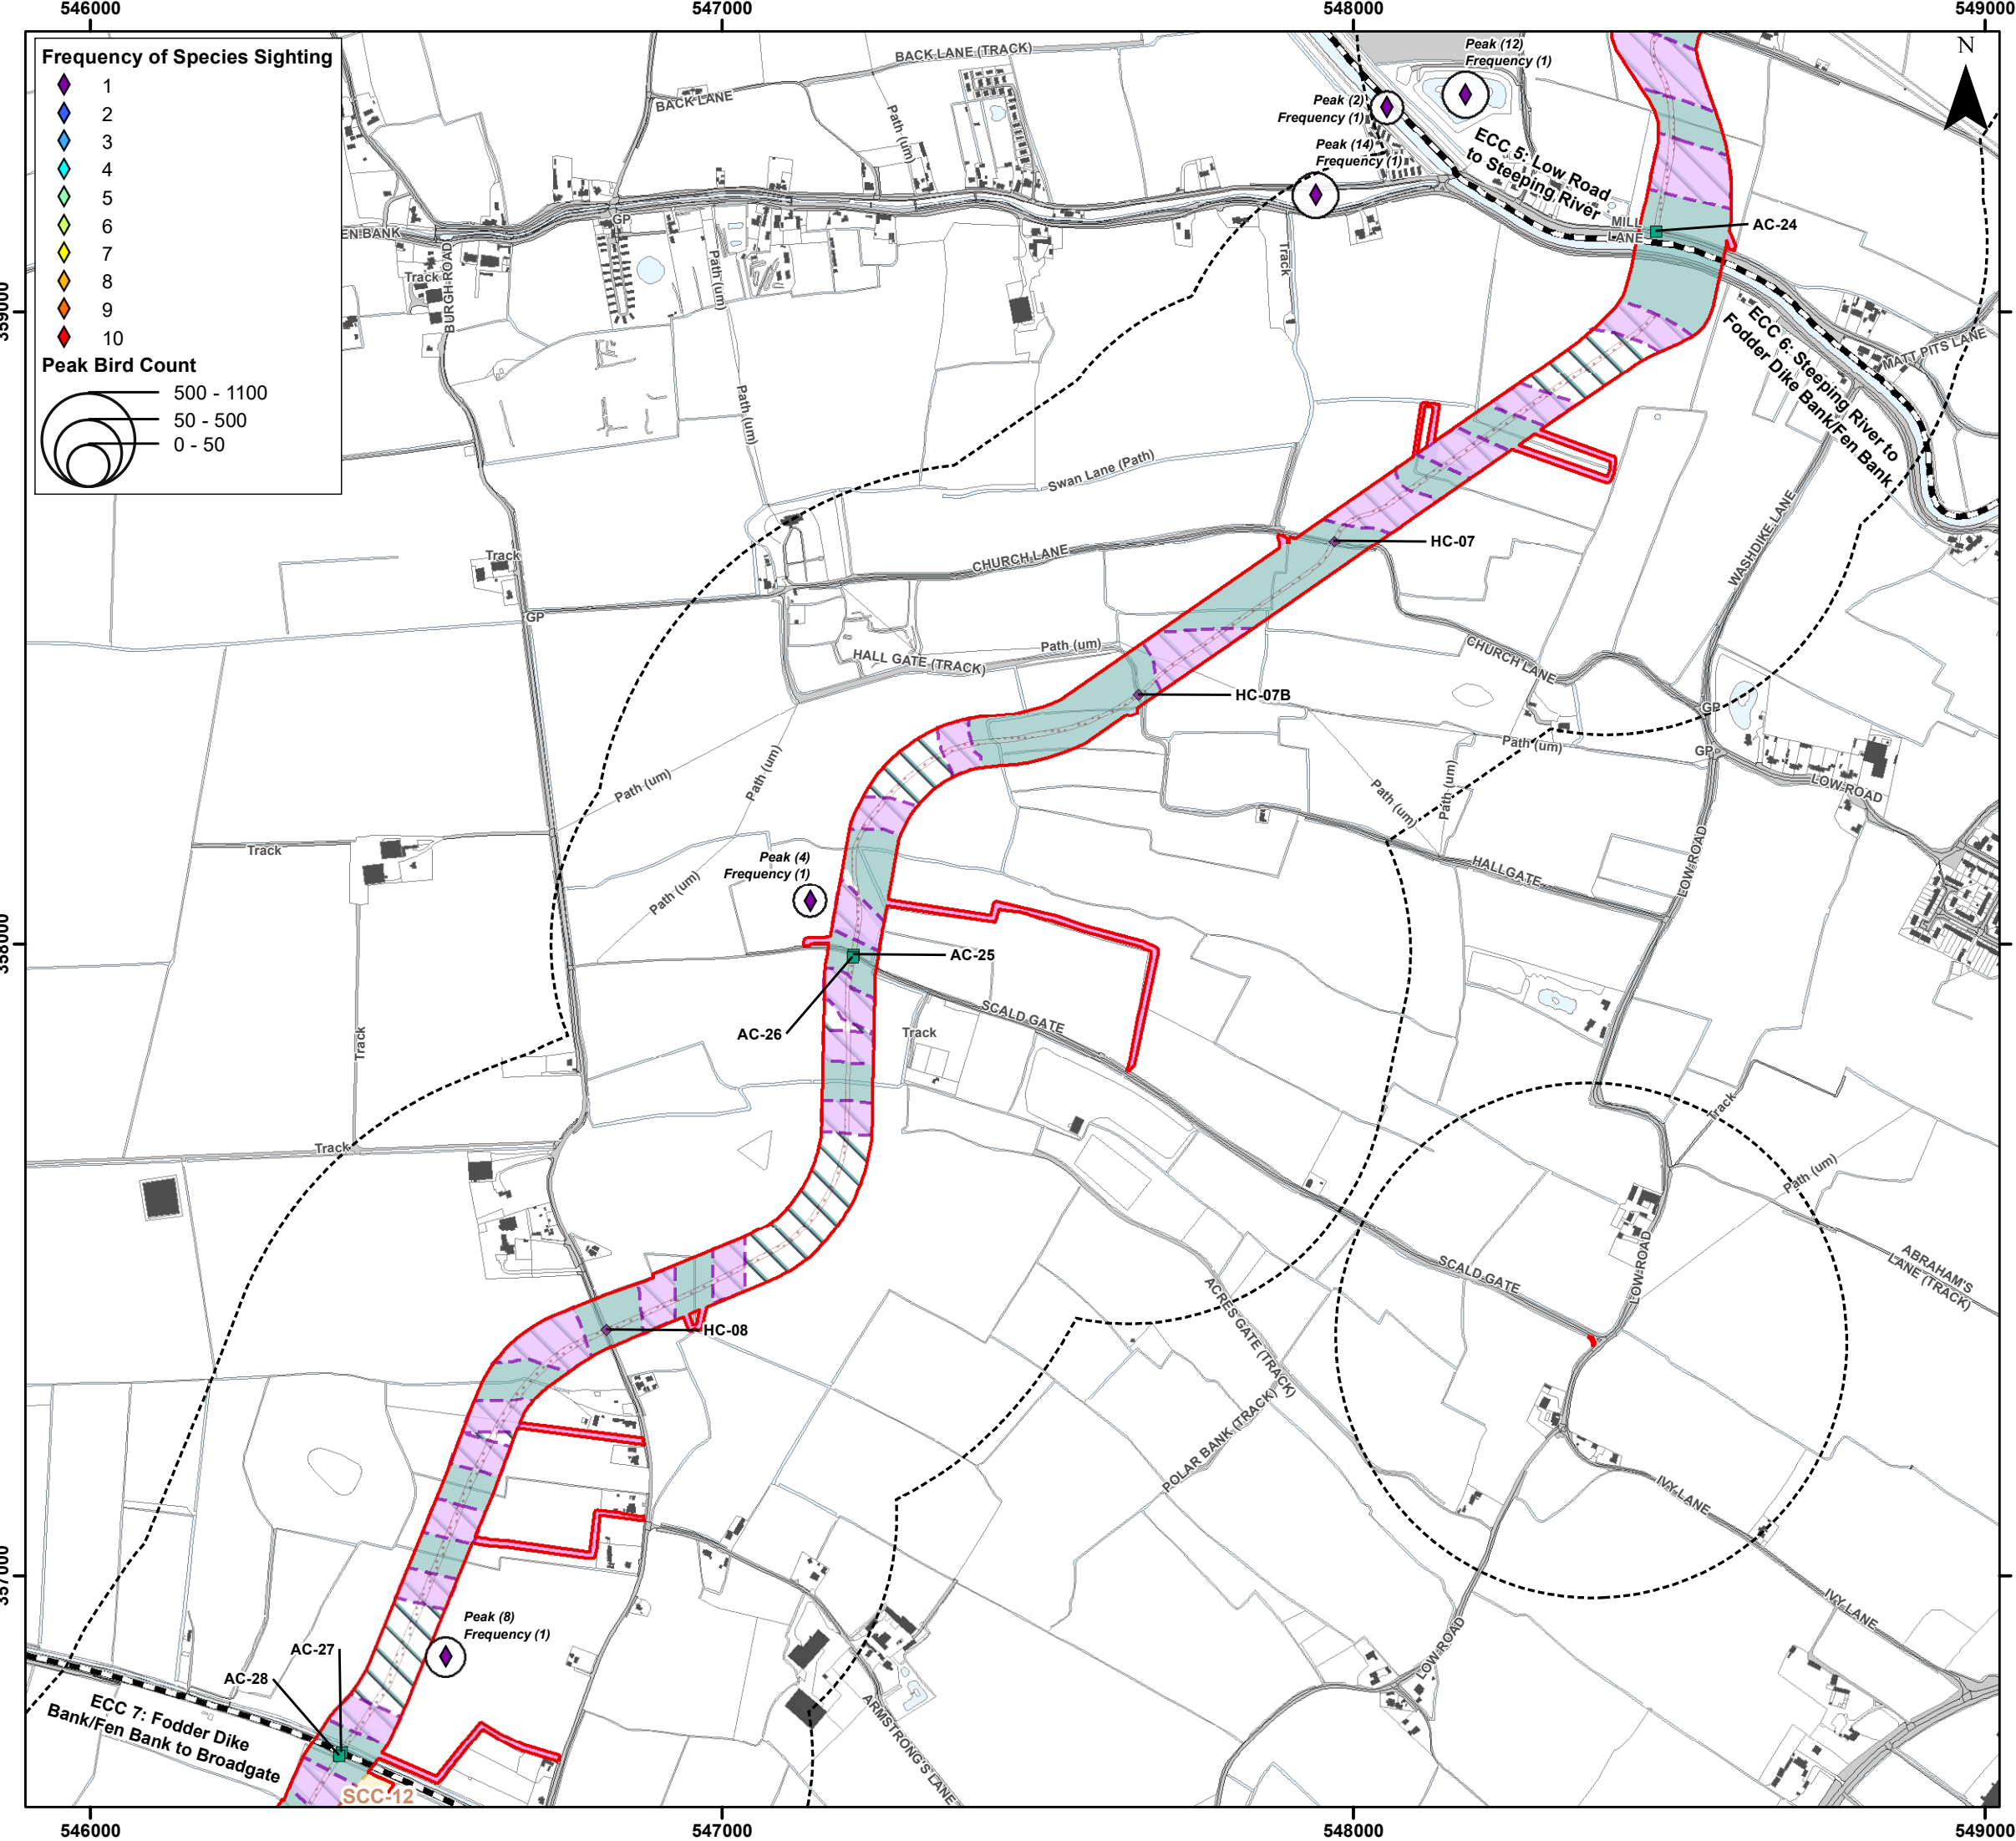 546000
547000
548000
549000
Frequency of Species Sighting
1
2
3
4
5
6
7
8
9
10
Peak Bird Count
500 - 1100
50 - 500
0 - 50
N
BACK LANE (TRACK)
BACK LANE
Path (um)
Peak (12)
Frequency (1)
Peak (2)
Frequency (1)
Peak (14)
Frequency (1)
ECC 5: Low Road
to Steeping River
MILL
LANE
AC-24
GP
EN BANK
Track
BURGH ROAD
Path (um)
Track
359000
ECC 6: Steeping River to
Fodder Dike Bank/Fen Bank
MATT PITS LANE
Path (um)
Swan Lane (Path)
WASHDIKE LANE
Track
CHURCH LANE
HC-07
GP
HALL GATE (TRACK)
Path (um)
CHURCH LANE
HC-07B
GP
Path (um)
GP
Path (um)
Path (um)
Path (um)
Path (um)
LOW ROAD
Track
Peak (4)
Frequency (1)
Path (um)
HALLGATE
LOW ROAD
358000
AC-25
AC-26
SCALD GATE
Track
Track
Track
Track
Path (um)
SCALD GATE
LOW ROAD
ABRAHAM'S
LANE (TRACK)
HC-08
ACRES GATE (TRACK)
POLAR BANK (TRACK)
IVY LANE
357000
IVY LANE
Peak (8)
Frequency (1)
AC-27
AC-28
LOW ROAD
ECC 7: Fodder Dike
Bank/Fen Bank to Broadgate
ARMSTRONG'S LANE
SCC-12
546000
547000
548000
549000